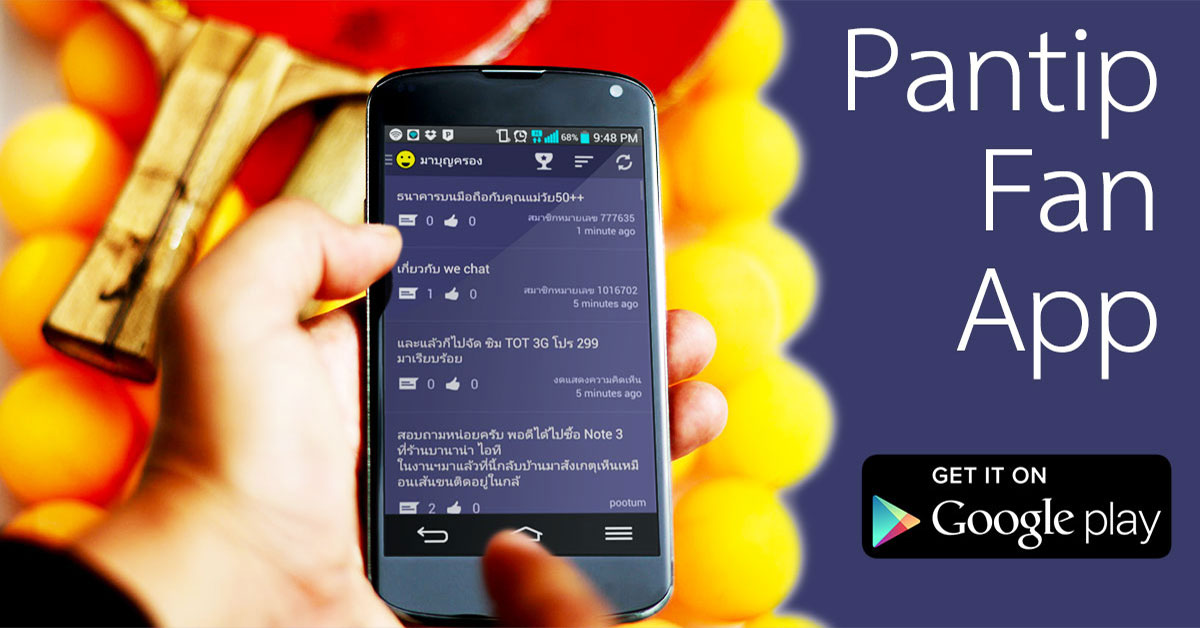 Pantip
Fan
App
68% 9:48 PM
มาบุญครอง
ธนาคารบนมือถือกับคุณแม่วัย50++
0 0
สมาชิกหมายเลข 777635
1 minute ago
เกี่ยวกับ we chat
1 0
สมาชิกหมายเลข 1016702
5 minutes ago
และแล้วก็ไปจัด ซิม TOT 3G โปร 299
มาเรียบร้อย
0 0
งดแสดงความคิดเห็น
5 minutes ago
สอบถามหน่อยครับ พอดีได้ไปซื้อ Note 3
ที่ร้านบานาน่า ไอที
ในงานฯมาแล้วที่นี้กลับบ้านมาสังเกตุเห็นเหมื
อนเส้นขนติดอยู่ในกล้
pootum
2 0
GET IT ON
Google play